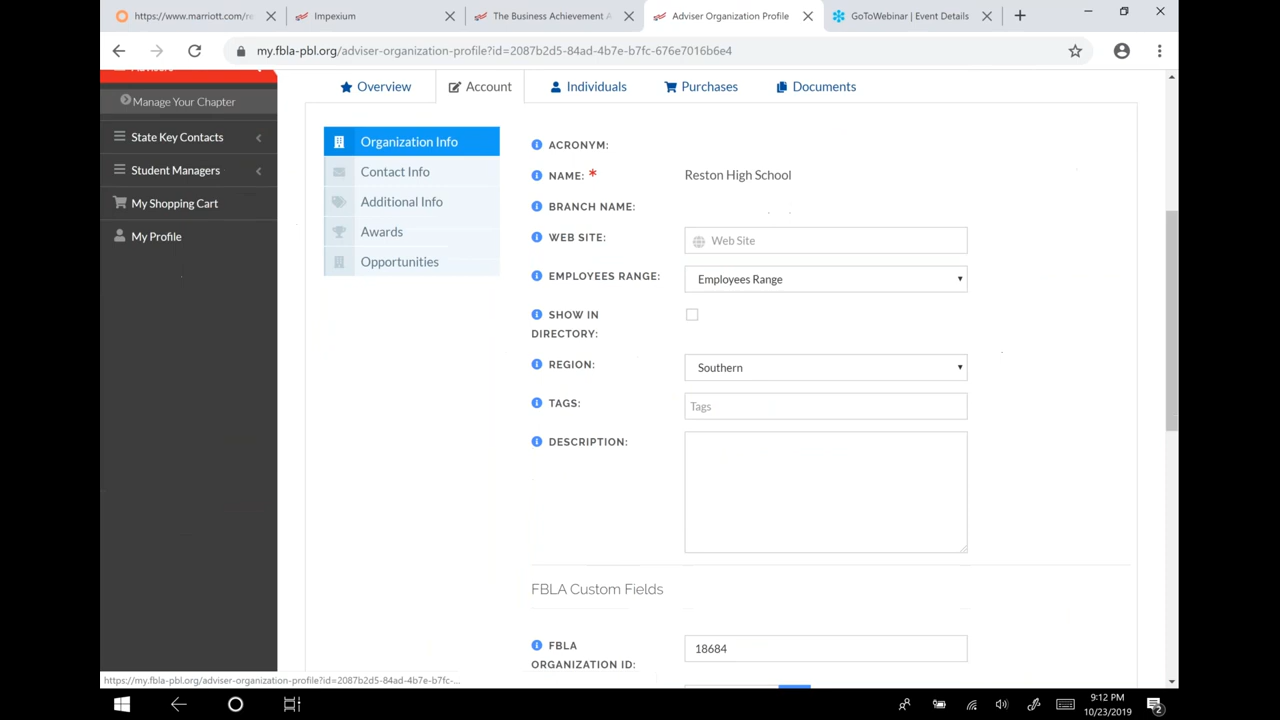 https://www.marriott.com/re
Impexium
The Business Achievement A
Adviser Organization Profile
GoToWebinar | Event Details
my.fbla-pbl.org/adviser-organization-profile?id=2087b2d5-84ad-4b7e-b7fc-676e7016b6e4
Overview
Account
Individuals
Purchases
Documents
Manage Your Chapter
State Key Contacts
Student Managers
My Shopping Cart
My Profile
Organization Info
Contact Info
Additional Info
Awards
Opportunities
ACRONYM:
NAME: * Reston High School
BRANCH NAME:
WEB SITE: Web Site
EMPLOYEES RANGE: Employees Range
SHOW IN
DIRECTORY:
REGION: Southern
TAGS: Tags
DESCRIPTION:
FBLA Custom Fields
FBLA 18684
ORGANIZATION ID:
https://my.fbla-pbl.org/adviser-organization-profile?id=2087b2d5-84ad-4b7e-b7fc-...
9:12 PM
10/23/2019
2